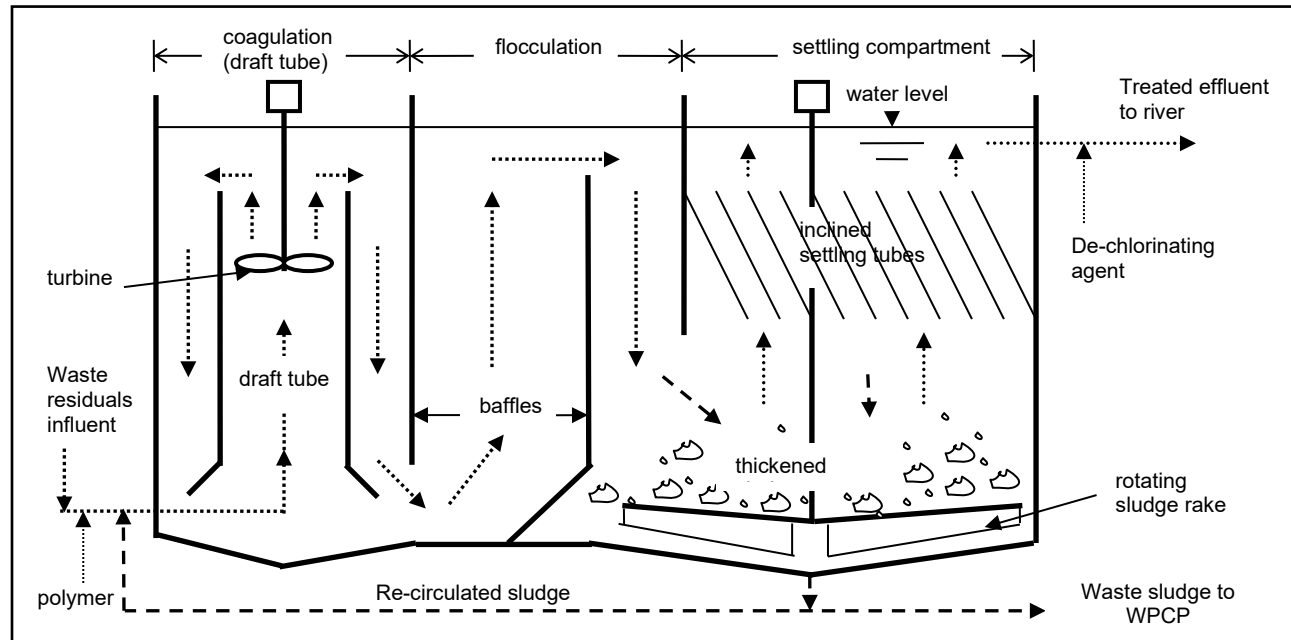 coagulation
(draft tube)
flocculation
settling compartment
water level
Treated effluent
to river
inclined
settling tubes
De-chlorinating
agent
turbine
draft tube
Waste
residuals
influent
baffles
thickened
rotating
sludge rake
polymer
Re-circulated sludge
Waste sludge to
WPCP